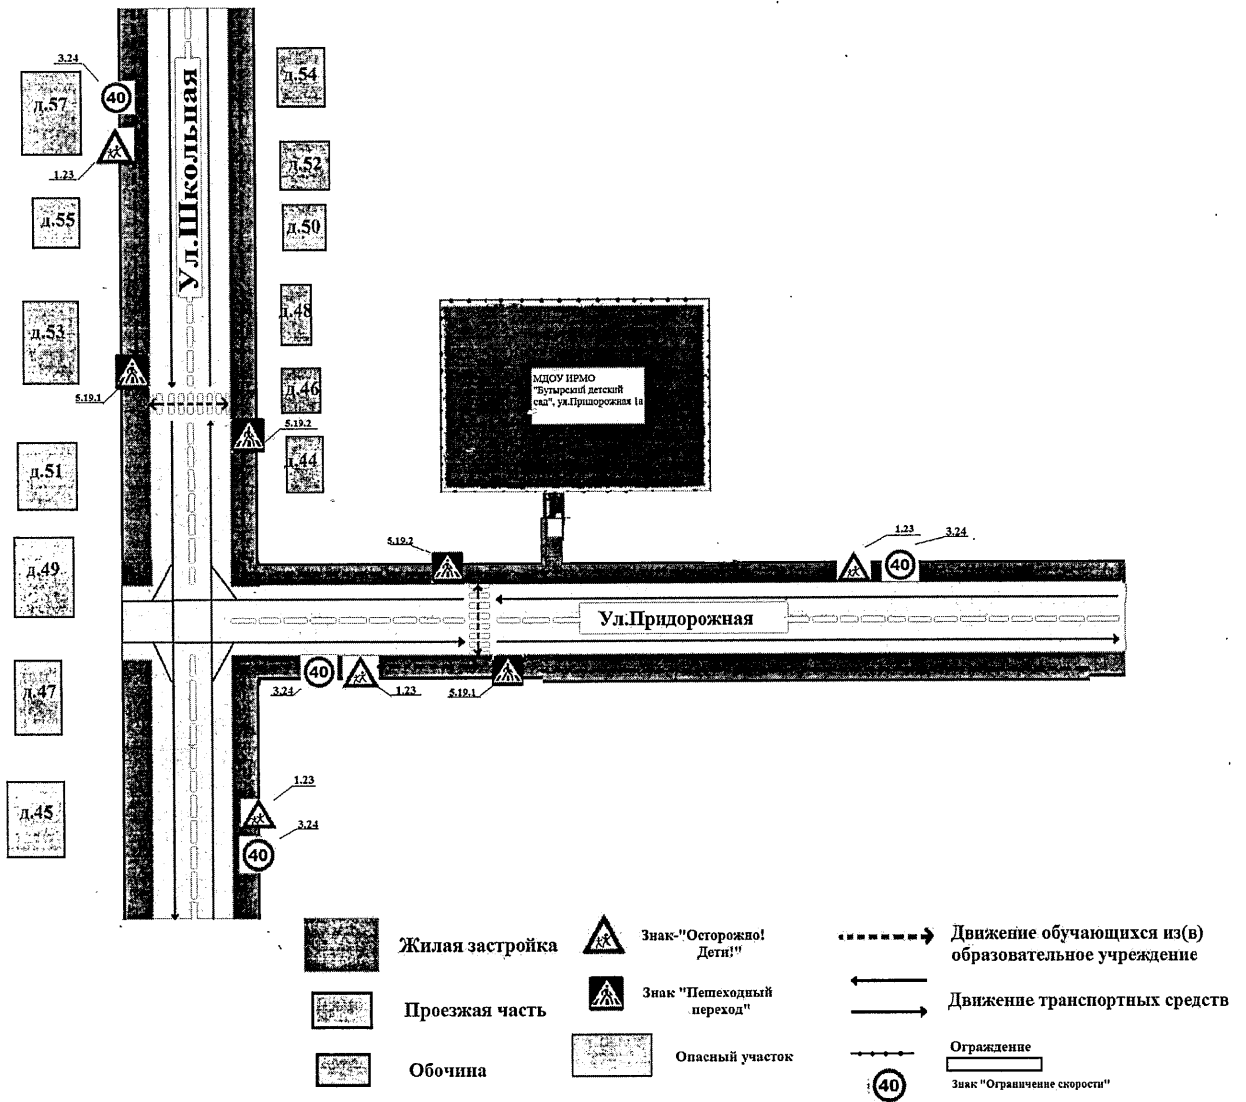 3.24
40
д.57
1.23
д.55
д.53
5.19.1
д.51
д.49
д.47
д.45
Ул.Школьная
д.54
д.52
д.50
д.48
д.46
5.19.2
д.44
МДОУ ИРМО
"Бутырский детский
сад", ул.Придорожная 1а
5.19.2
1.23
3.24
40
Ул.Придорожная
40
3.24
1.23
5.19.1
1.23
3.24
40
Жилая застройка
Проезжая часть
Обочина
Знак-"Осторожно!
Дети!"
Знак "Пешеходный
переход"
Опасный участок
Движение обучающихся из(в)
образовательное учреждение
Движение транспортных средств
Ограждение
40
Знак "Ограничение скорости"